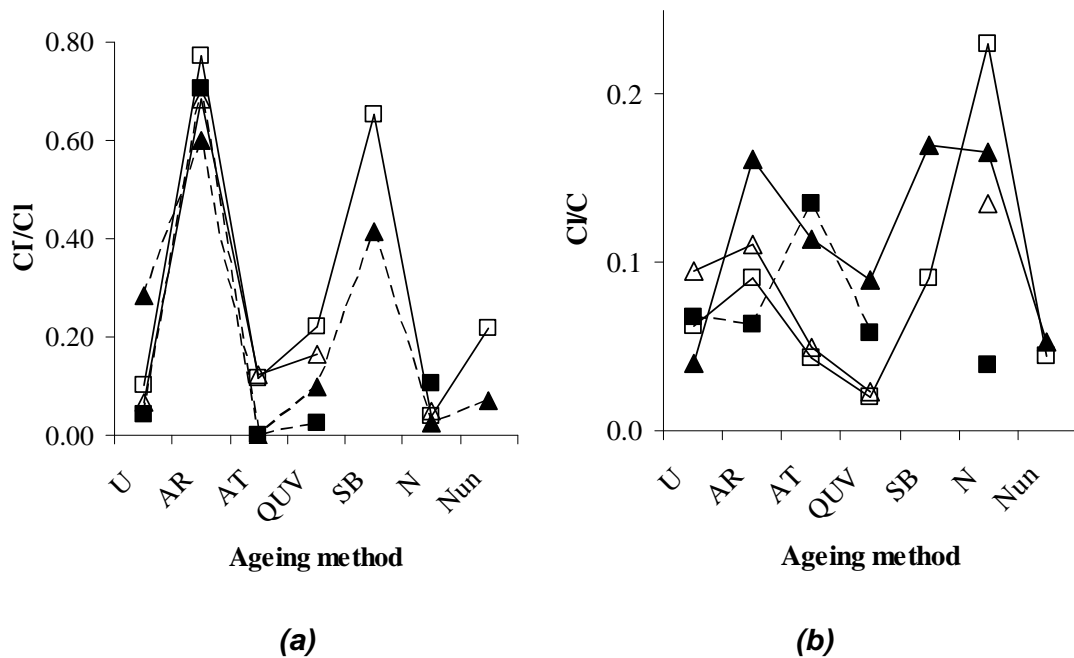 0.80
0.60
0.40
0.20
0.00
Cl⁻/Cl
U
AR
AT
QUV
SB
N
Nun
Ageing method
(a)
0.2
0.1
0.0
Cl/C
U
AR
AT
QUV
SB
N
Nun
Ageing method
(b)